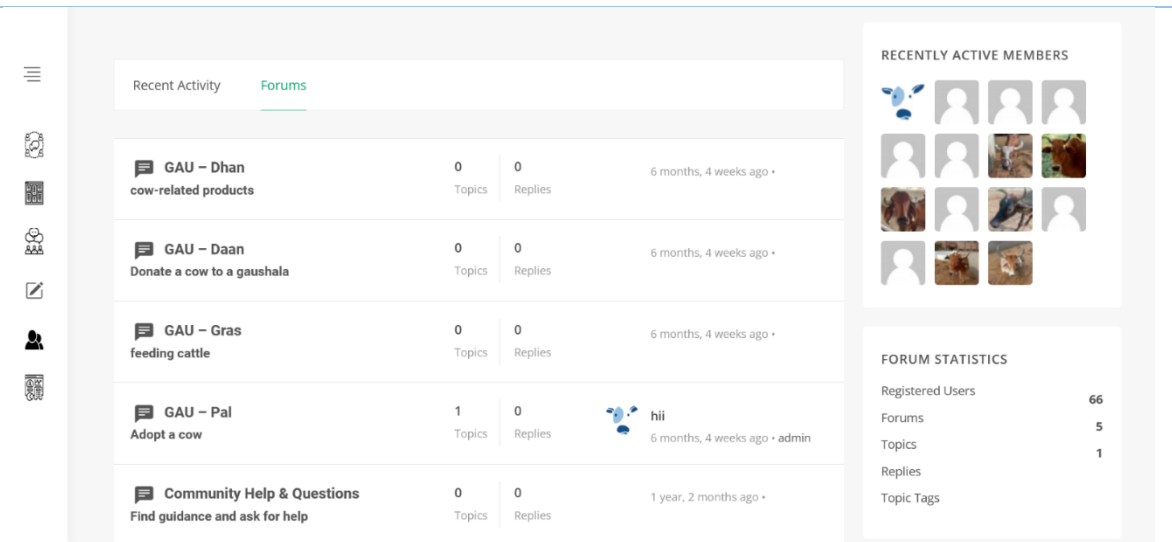 Recent Activity Forums
GAU – Dhan
cow-related products
0 Topics
0 Replies
6 months, 4 weeks ago •
GAU – Daan
Donate a cow to a gaushala
0 Topics
0 Replies
6 months, 4 weeks ago •
GAU – Gras
feeding cattle
0 Topics
0 Replies
6 months, 4 weeks ago •
GAU – Pal
Adopt a cow
1 Topics
0 Replies
hii
6 months, 4 weeks ago • admin
Community Help & Questions
Find guidance and ask for help
0 Topics
0 Replies
1 year, 2 months ago •
RECENTLY ACTIVE MEMBERS
FORUM STATISTICS
Registered Users
66
Forums
5
Topics
1
Replies
Topic Tags